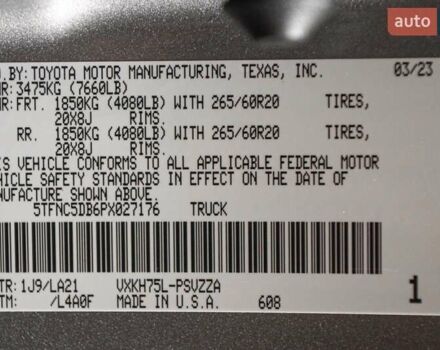 auto
D.BY: TOYOTA MOTOR MANUFACTURING, TEXAS, INC. 03/23
R: 3475KG (7660LB)
R: FRT. 1850KG (4080LB) WITH 265/60R20 TIRES,
20X8J RIMS.
RR. 1850KG (4080LB) WITH 265/60R20 TIRES,
20X8J RIMS.
IS VEHICLE CONFORMS TO ALL APPLICABLE FEDERAL MOTOR
EHICLE SAFETY STANDARDS IN EFFECT ON THE DATE OF
ANUFACTURE SHOWN ABOVE.
5TFNC5DB6PX027176 TRUCK
TR: 1J9/LA21 VXKH75L-PSVZZA
TM: /L4A0F MADE IN U.S.A. 608 1